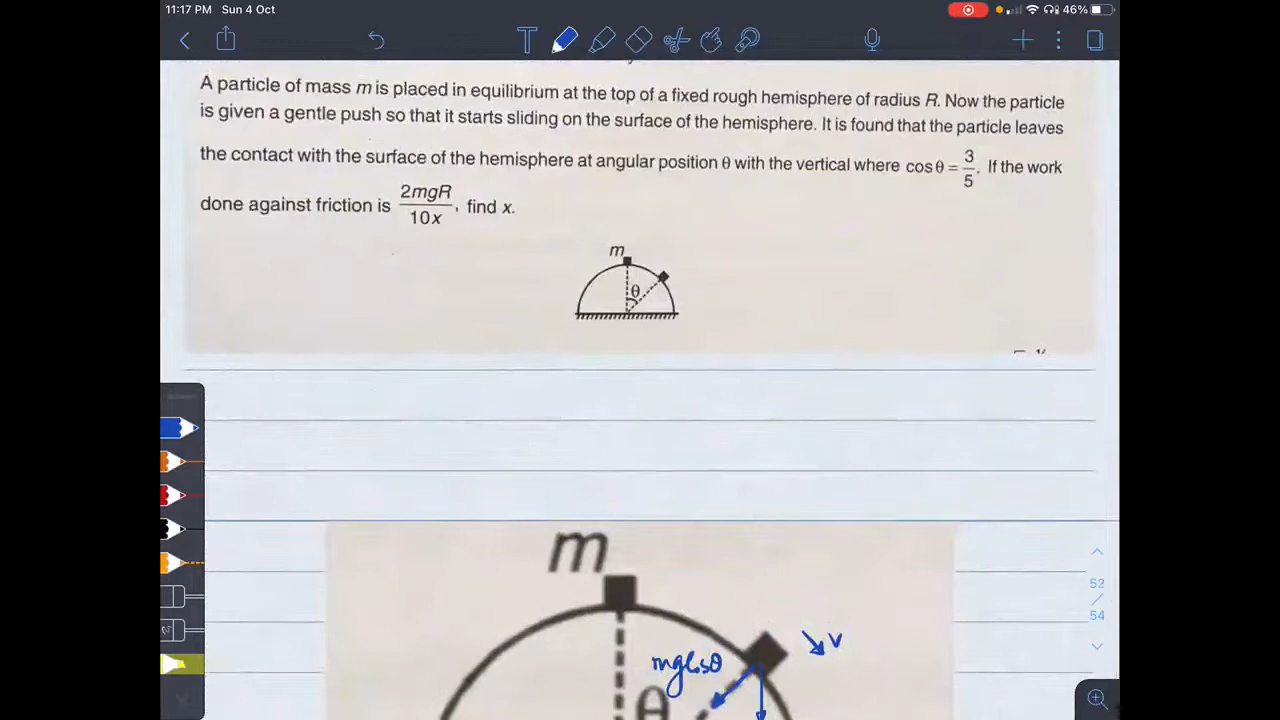 11:17 PM Sun 4 Oct
46%
T
A particle of mass m is placed in equilibrium at the top of a fixed rough hemisphere of radius R. Now the particle
is given a gentle push so that it starts sliding on the surface of the hemisphere. It is found that the particle leaves
the contact with the surface of the hemisphere at angular position θ with the vertical where cos θ = 3/5. If the work
done against friction is 2mgR/10x, find x.
m
θ
52
/
54
m
mgcosθ
v
θ